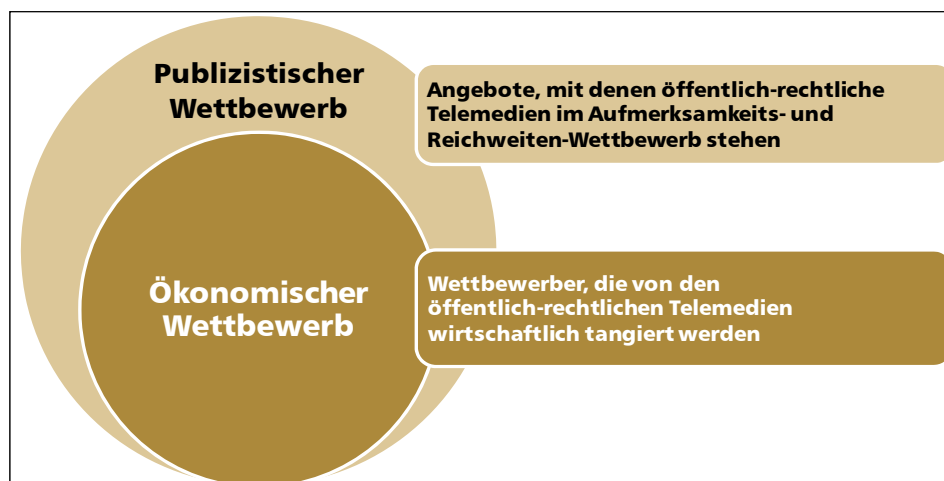 Publizistischer
Wettbewerb
Angebote, mit denen öffentlich-rechtliche
Telemedien im Aufmerksamkeits- und
Reichweiten-Wettbewerb stehen
Ökonomischer
Wettbewerb
Wettbewerber, die von den
öffentlich-rechtlichen Telemedien
wirtschaftlich tangiert werden